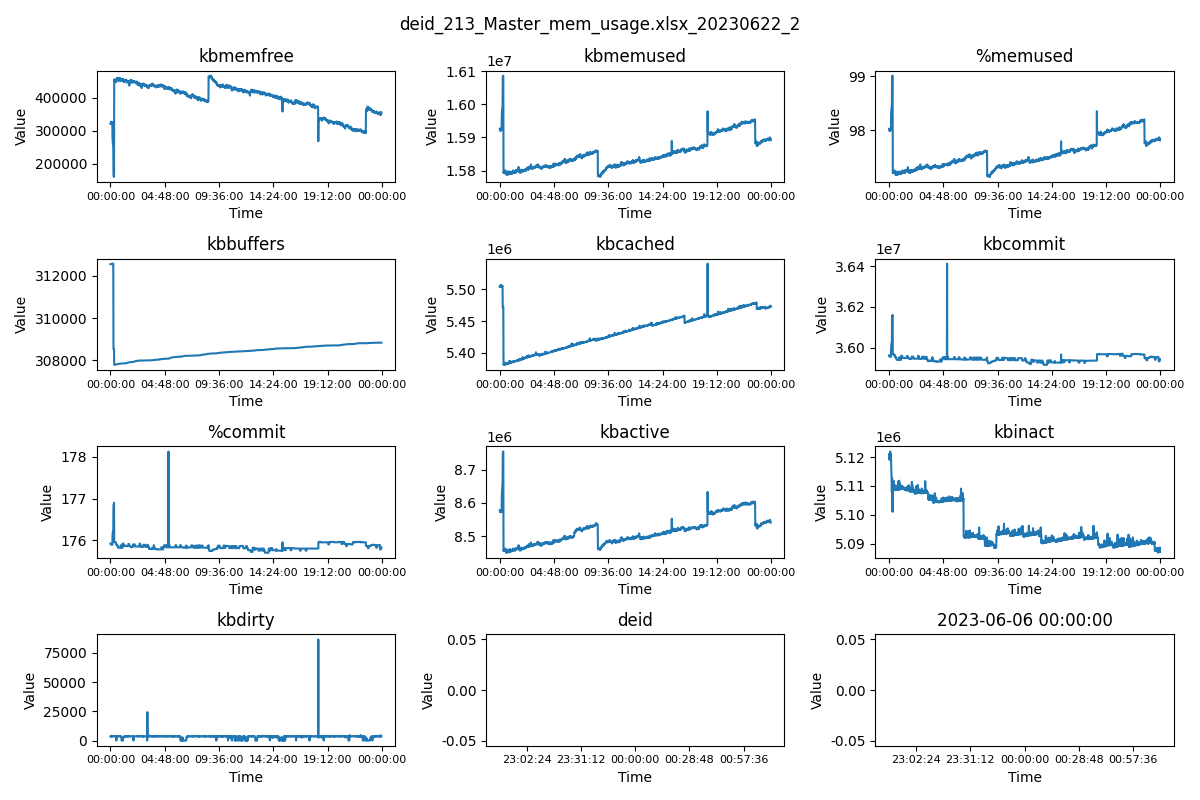 deid_213_Master_mem_usage.xlsx_20230622_2
kbmemfree
Value
400000
300000
200000
00:00:00 04:48:00 09:36:00 14:24:00 19:12:00 00:00:00
Time
kbmemused
1e7
Value
1.61
1.60
1.59
1.58
00:00:00 04:48:00 09:36:00 14:24:00 19:12:00 00:00:00
Time
%memused
Value
99
98
00:00:00 04:48:00 09:36:00 14:24:00 19:12:00 00:00:00
Time
kbbuffers
Value
312000
310000
308000
00:00:00 04:48:00 09:36:00 14:24:00 19:12:00 00:00:00
Time
kbcached
1e6
Value
5.50
5.45
5.40
00:00:00 04:48:00 09:36:00 14:24:00 19:12:00 00:00:00
Time
kbcommit
1e7
Value
3.64
3.62
3.60
00:00:00 04:48:00 09:36:00 14:24:00 19:12:00 00:00:00
Time
%commit
Value
178
177
176
00:00:00 04:48:00 09:36:00 14:24:00 19:12:00 00:00:00
Time
kbactive
1e6
Value
8.7
8.6
8.5
00:00:00 04:48:00 09:36:00 14:24:00 19:12:00 00:00:00
Time
kbinact
1e6
Value
5.12
5.11
5.10
5.09
00:00:00 04:48:00 09:36:00 14:24:00 19:12:00 00:00:00
Time
kbdirty
Value
75000
50000
25000
0
00:00:00 04:48:00 09:36:00 14:24:00 19:12:00 00:00:00
Time
deid
Value
0.05
0.00
-0.05
23:02:24 23:31:12 00:00:00 00:28:48 00:57:36
Time
2023-06-06 00:00:00
Value
0.05
0.00
-0.05
23:02:24 23:31:12 00:00:00 00:28:48 00:57:36
Time